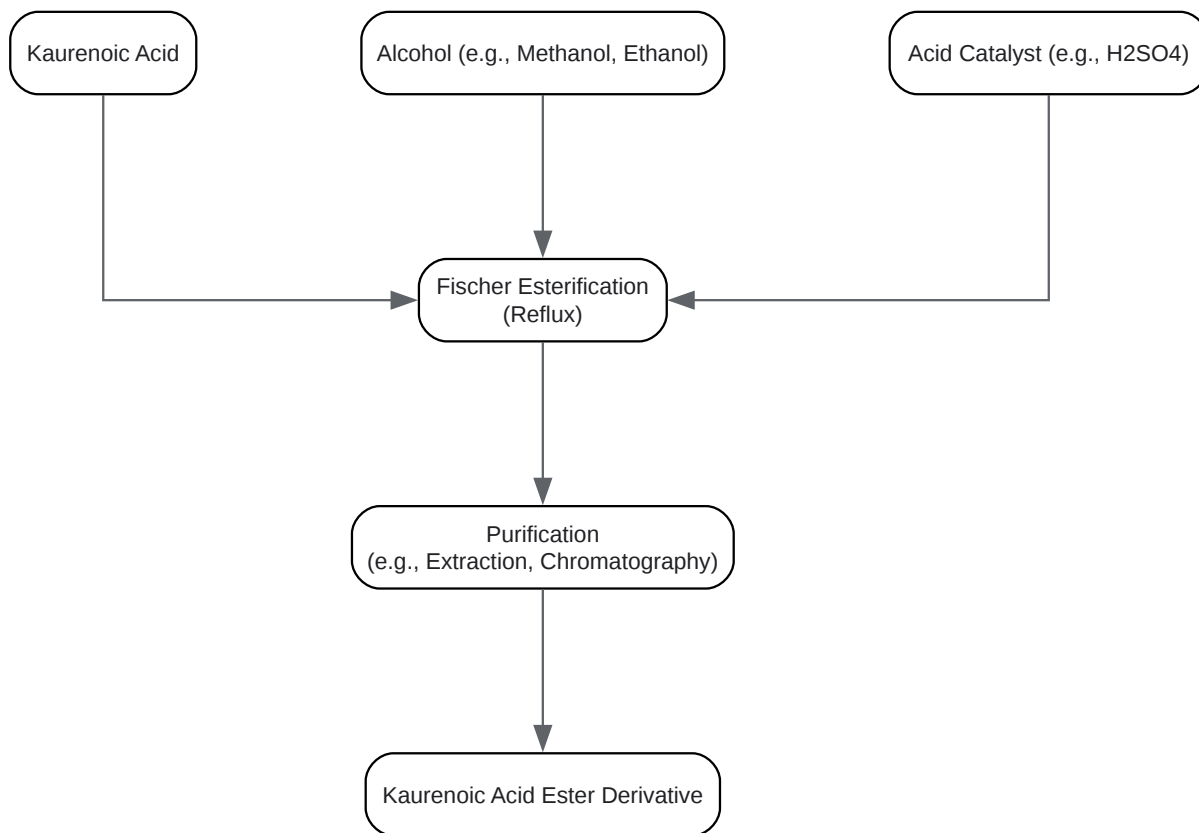 Kaurenoic Acid
Alcohol (e.g., Methanol, Ethanol)
Acid Catalyst (e.g., H2SO4)
Fischer Esterification
(Reflux)
Purification
(e.g., Extraction, Chromatography)
Kaurenoic Acid Ester Derivative